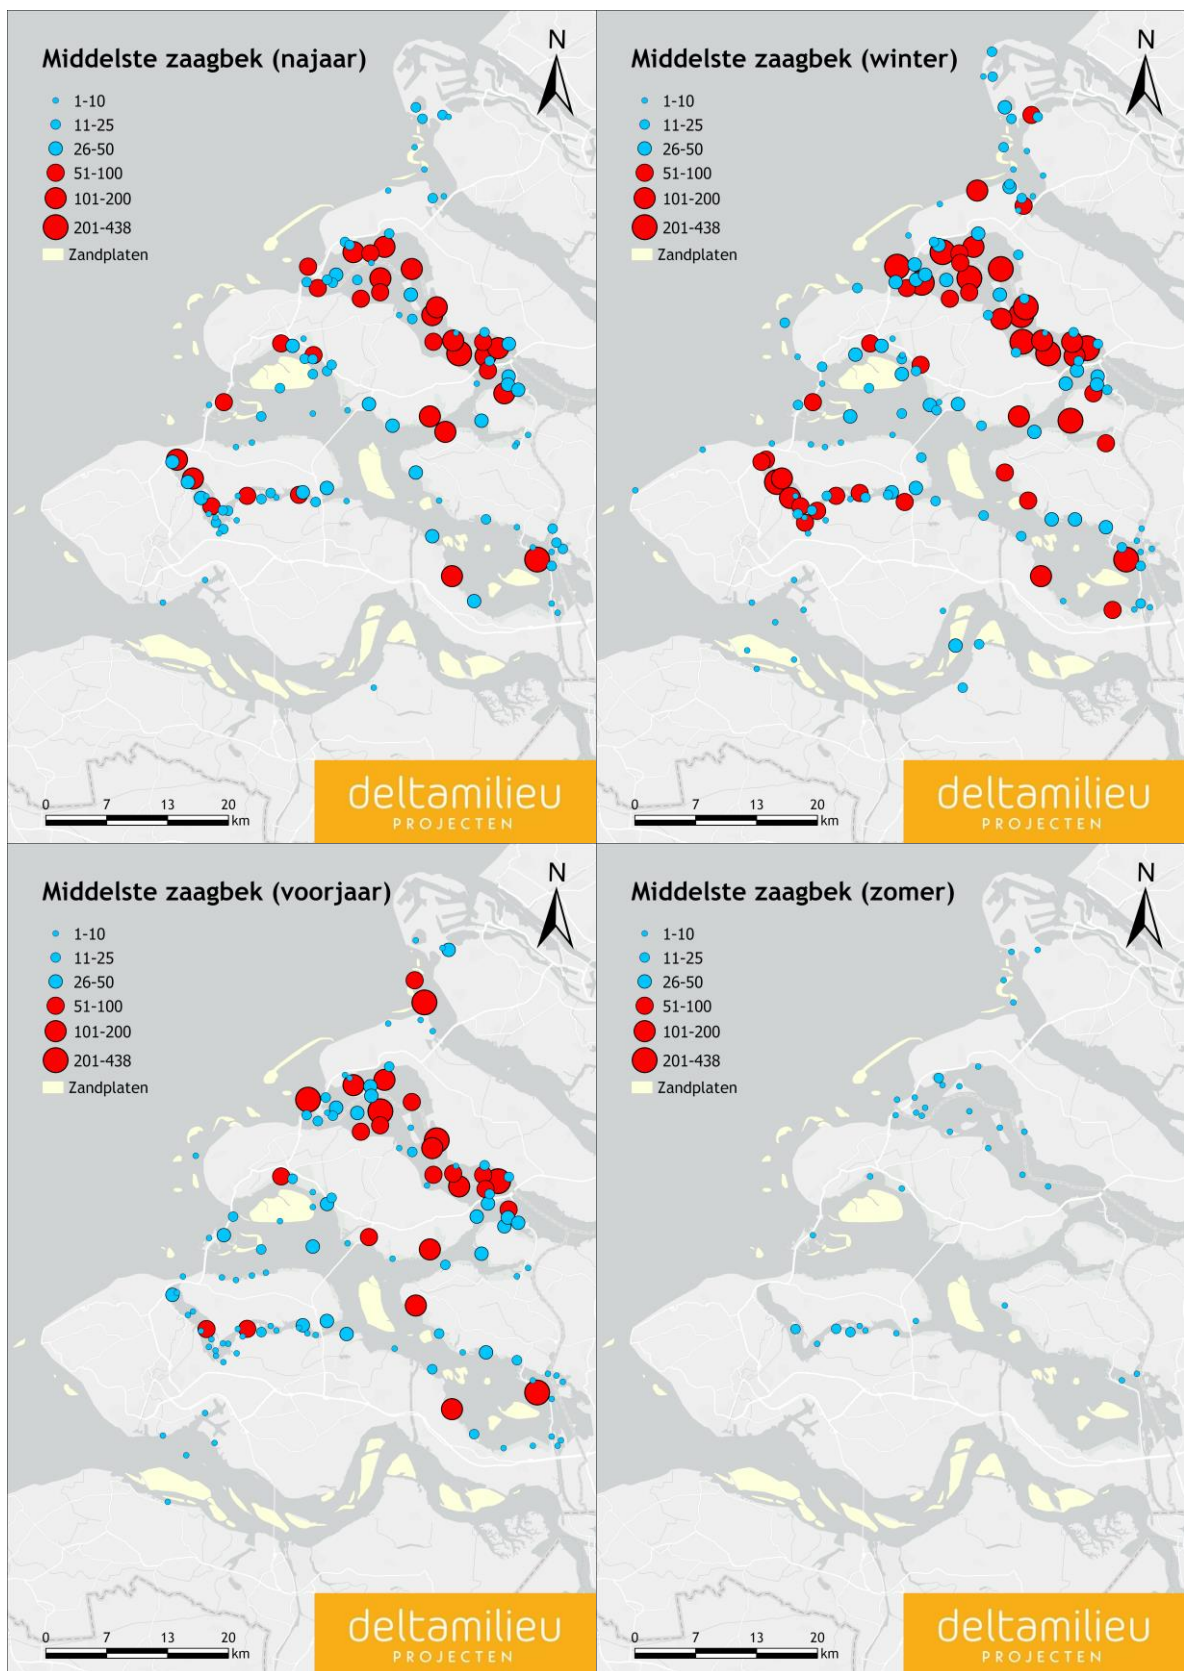 Middelste zaagbek (najaar)
N
1-10
11-25
26-50
51-100
101-200
201-438
Zandplaten
0 7 13 20
km
deltamilieu
PROJECTEN
Middelste zaagbek (winter)
N
1-10
11-25
26-50
51-100
101-200
201-438
Zandplaten
0 7 13 20
km
deltamilieu
PROJECTEN
Middelste zaagbek (voorjaar)
N
1-10
11-25
26-50
51-100
101-200
201-438
Zandplaten
0 7 13 20
km
deltamilieu
PROJECTEN
Middelste zaagbek (zomer)
N
1-10
11-25
26-50
51-100
101-200
201-438
Zandplaten
0 7 13 20
km
deltamilieu
PROJECTEN